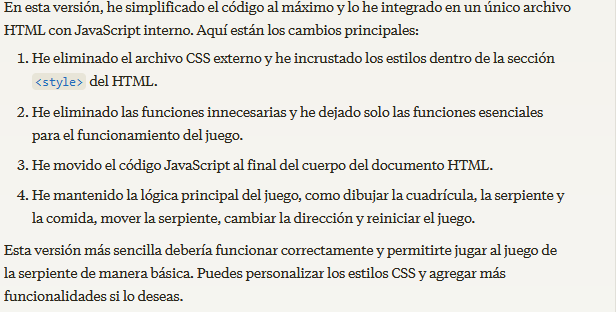 En esta versión, he simplificado el código al máximo y lo he integrado en un único archivo
HTML con JavaScript interno. Aquí están los cambios principales:
1. He eliminado el archivo CSS externo y he incrustado los estilos dentro de la sección
<style> del HTML.
2. He eliminado las funciones innecesarias y he dejado solo las funciones esenciales
para el funcionamiento del juego.
3. He movido el código JavaScript al final del cuerpo del documento HTML.
4. He mantenido la lógica principal del juego, como dibujar la cuadrícula, la serpiente y
la comida, mover la serpiente, cambiar la dirección y reiniciar el juego.
Esta versión más sencilla debería funcionar correctamente y permitirte jugar al juego de
la serpiente de manera básica. Puedes personalizar los estilos CSS y agregar más
funcionalidades si lo deseas.